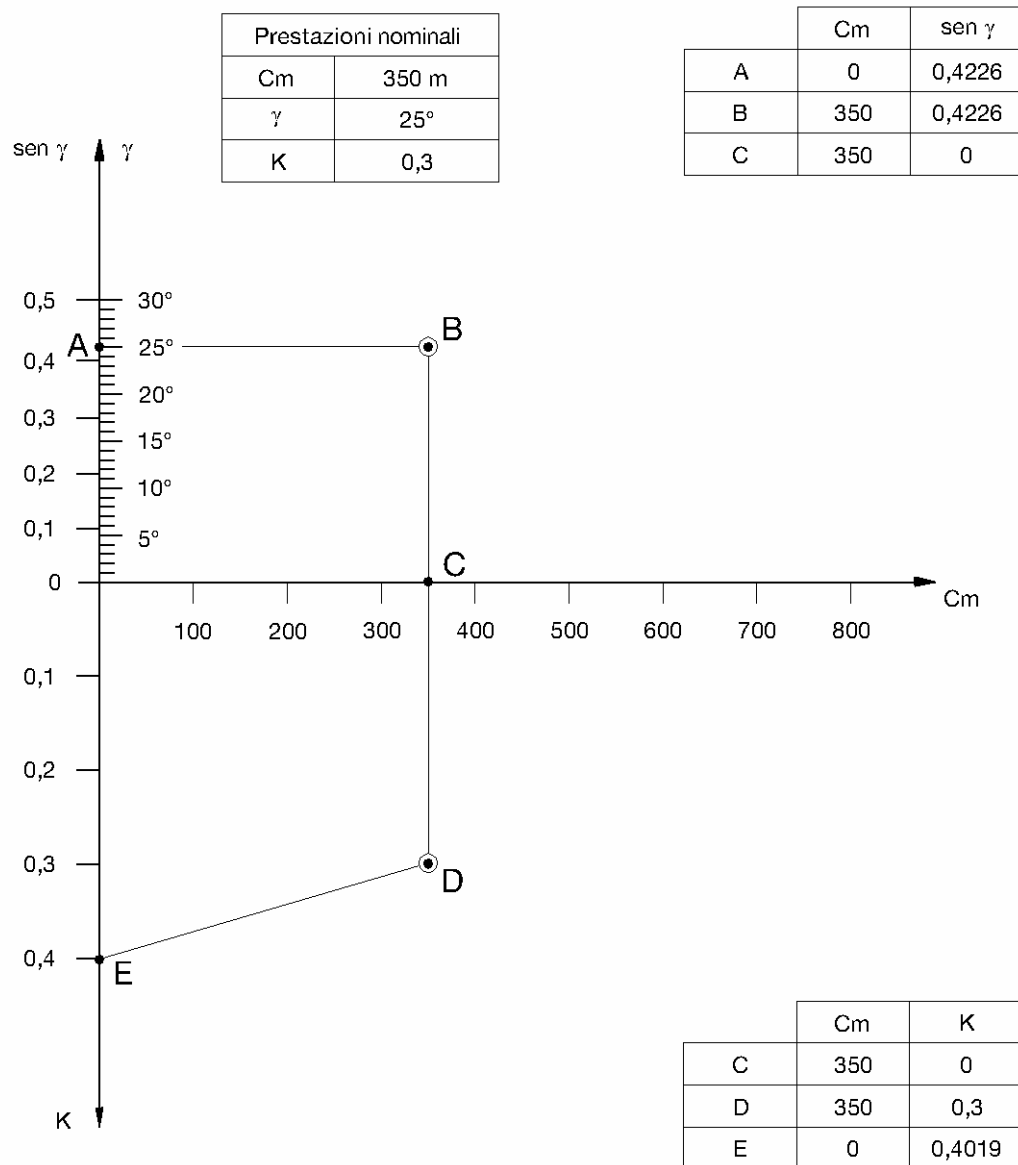 Prestazioni nominali
Cm 350 m
γ 25°
K 0,3
Cm sen γ
A 0 0,4226
B 350 0,4226
C 350 0
sen γ γ
0,5 30°
A 25° B
0,4
20°
0,3
15°
0,2
10°
0,1
5°
C
0
Cm
100 200 300 400 500 600 700 800
0,1
0,2
0,3
D
0,4
E
Cm K
C 350 0
D 350 0,3
E 0 0,4019
K